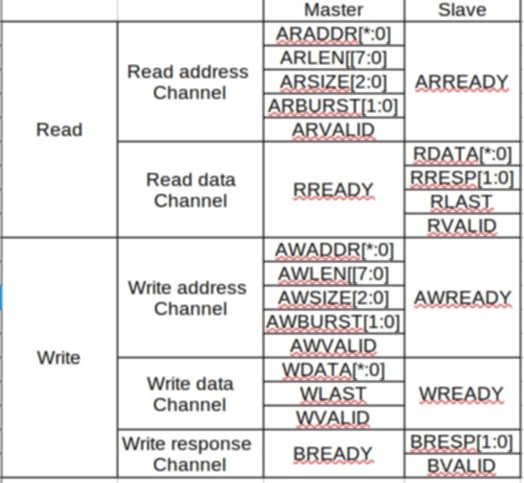 Master Slave
Read
Read address
Channel
ARADDR[*:0]
ARLEN[[7:0]
ARSIZE[2:0]
ARBURST[1:0]
ARVALID
ARREADY
Read data
Channel
RREADY
RDATA[*:0]
RRESP[1:0]
RLAST
RVALID
Write
Write address
Channel
AWADDR[*:0]
AWLEN[[7:0]
AWSIZE[2:0]
AWBURST[1:0]
AWVALID
AWREADY
Write data
Channel
WDATA[*:0]
WLAST
WVALID
WREADY
Write response
Channel
BREADY
BRESP[1:0]
BVALID